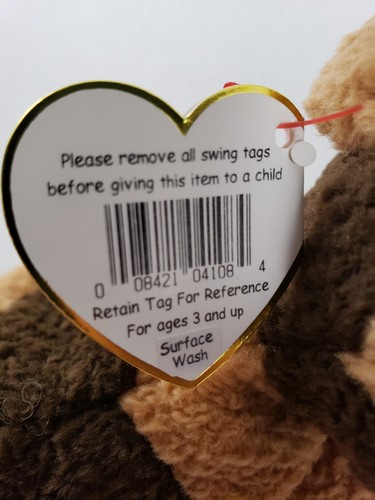 Please remove all swing tags
before giving this item to a child
0 08421 04108 4
Retain Tag For Reference
For ages 3 and up
Surface
Wash